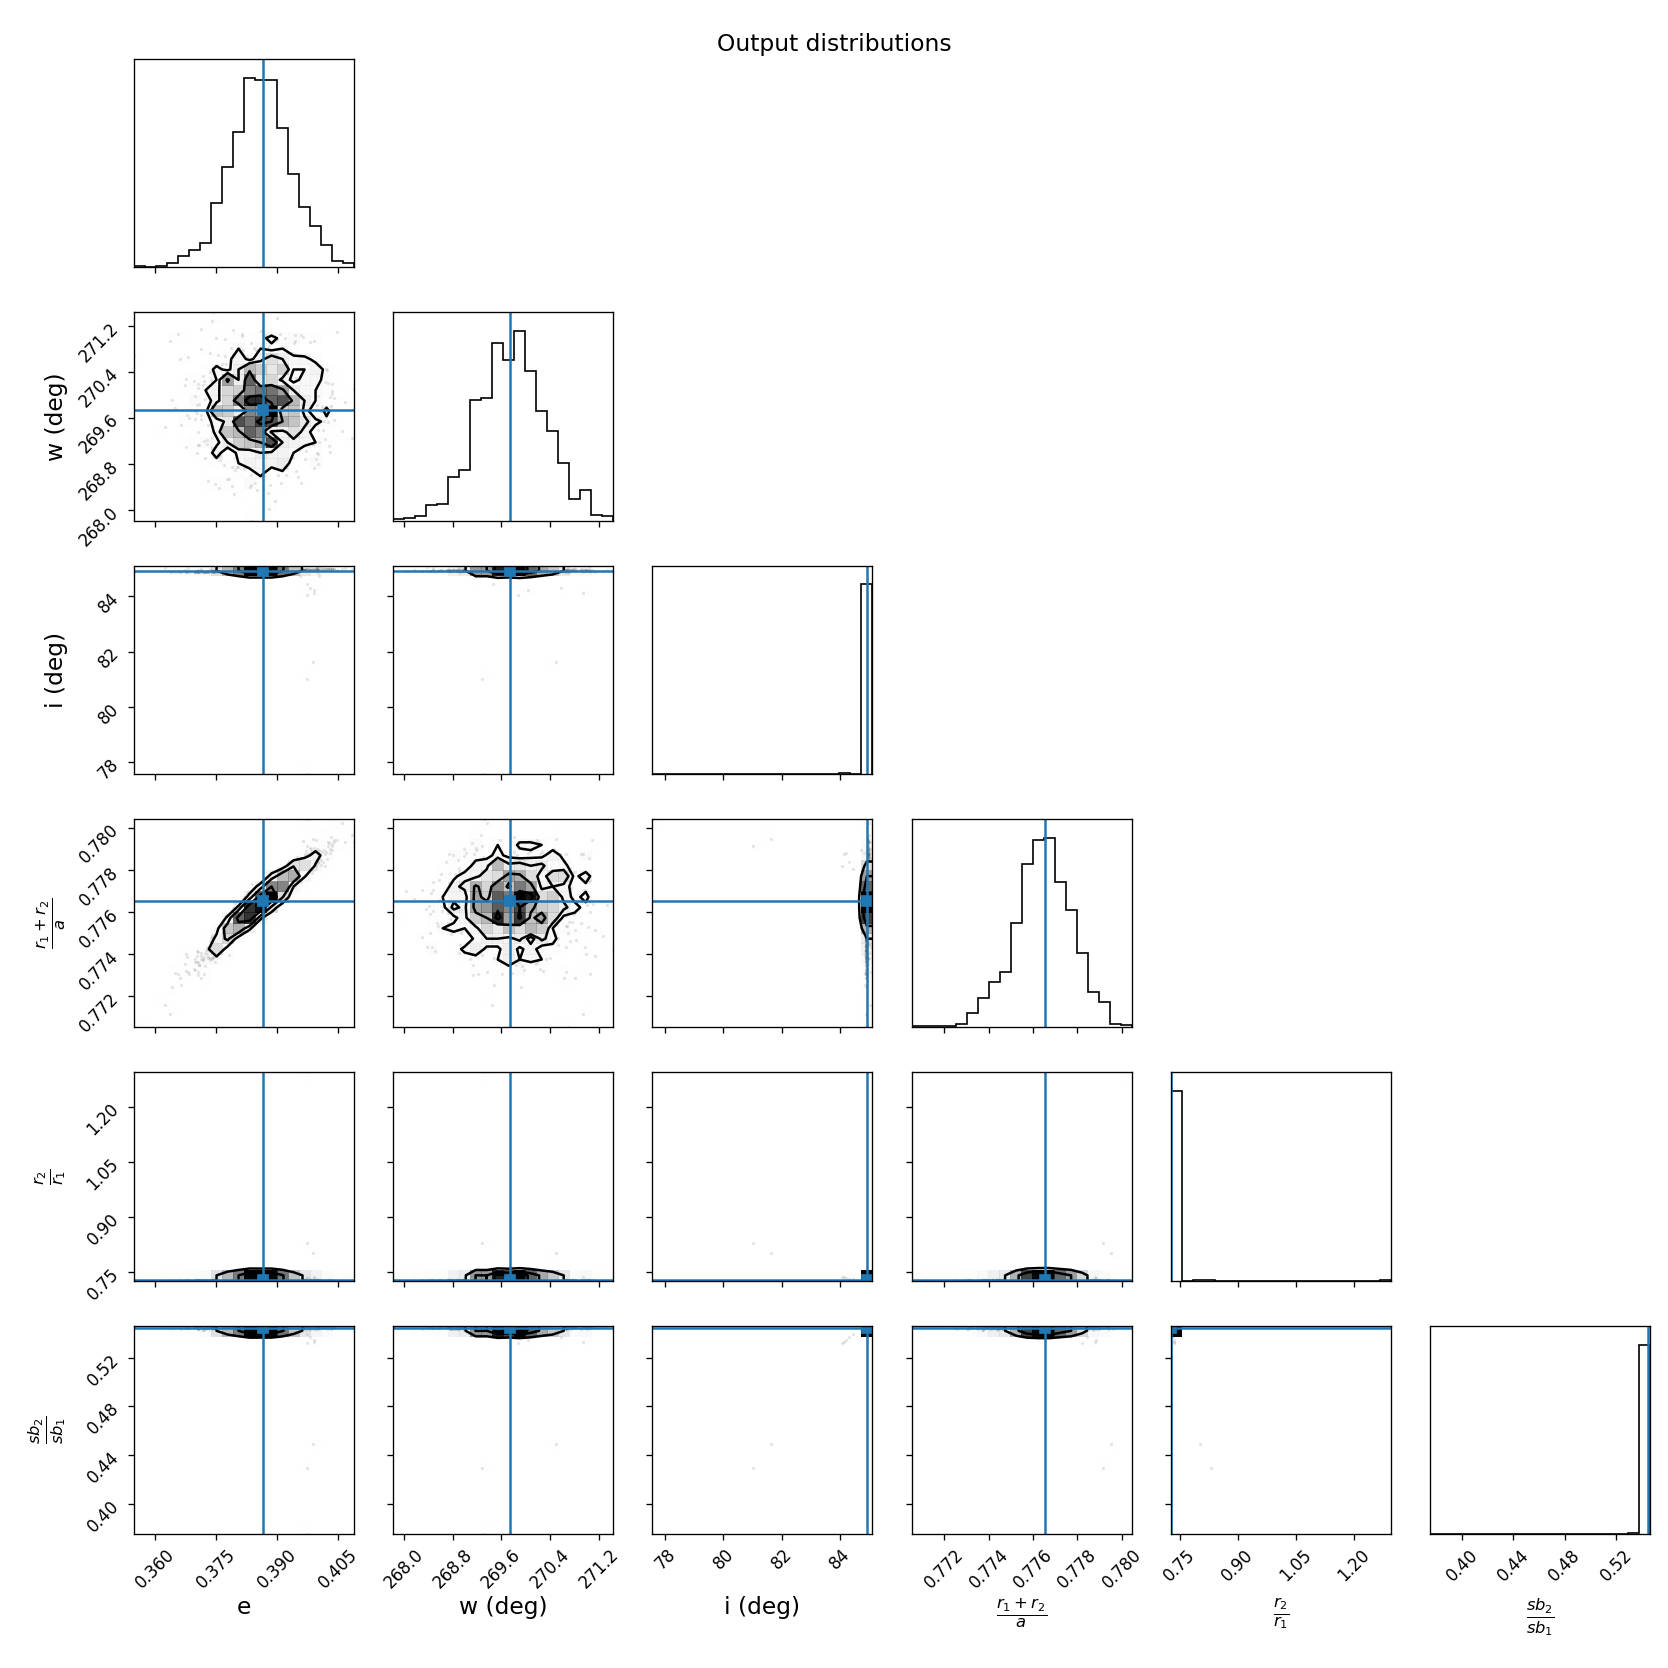 Output distributions
w (deg)
271.2
270.4
269.6
268.8
268.0
i (deg)
84
82
80
78
r₁ + r₂
a
0.780
0.778
0.776
0.774
0.772
r₂
r₁
1.20
1.05
0.90
0.75
sb₂
sb₁
0.52
0.48
0.44
0.40
0.360 0.375 0.390 0.405
268.0 268.8 269.6 270.4 271.2
78 80 82 84
0.772 0.774 0.776 0.778 0.780
0.75 0.90 1.05 1.20
0.40 0.44 0.48 0.52
e
w (deg)
i (deg)
r₁ + r₂
a
r₂
r₁
sb₂
sb₁